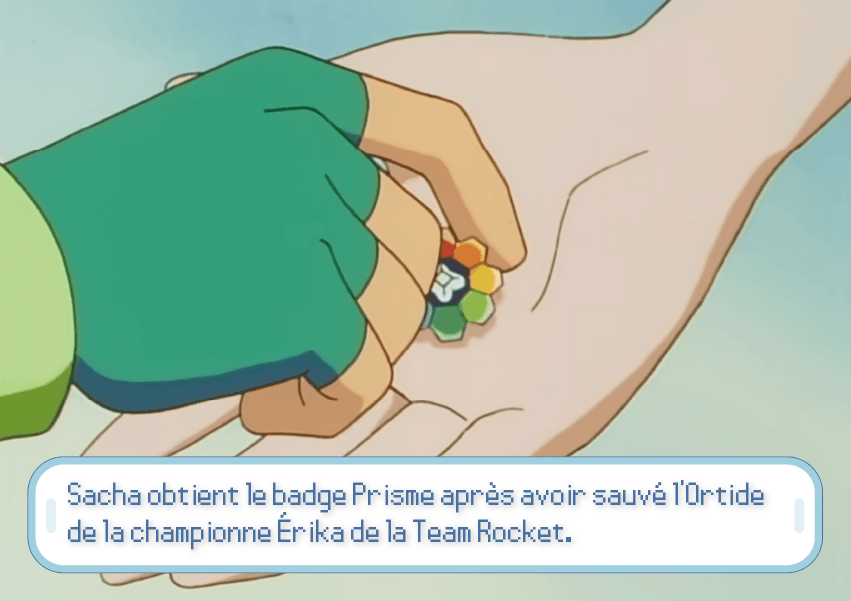 Sacha obtient le badge Prisme après avoir sauvé l'Ortide
de la championne Érika de la Team Rocket.